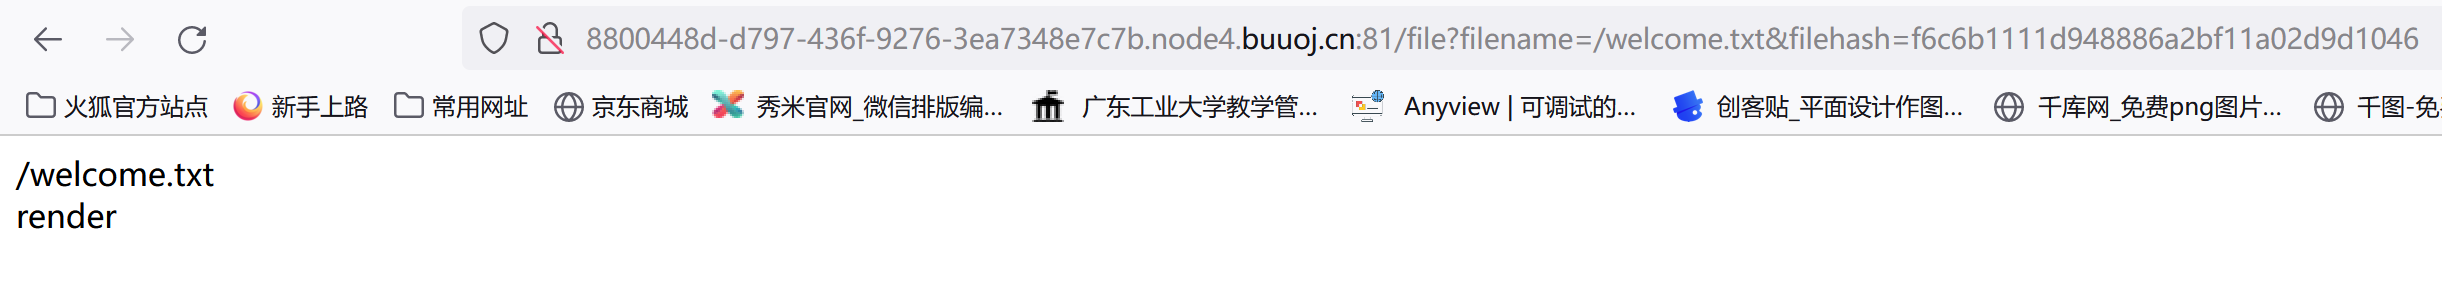 8800448d-d797-436f-9276-3ea7348e7c7b.node4.buuoj.cn:81/file?filename=/welcome.txt&filehash=f6c6b1111d948886a2bf11a02d9d1046
火狐官方站点 新手上路 常用网址 京东商城 秀米官网_微信排版编... 广东工业大学教学管... Anyview | 可调试的... 创客贴_平面设计作图... 千库网_免费png图片... 千图-免
/welcome.txt
render